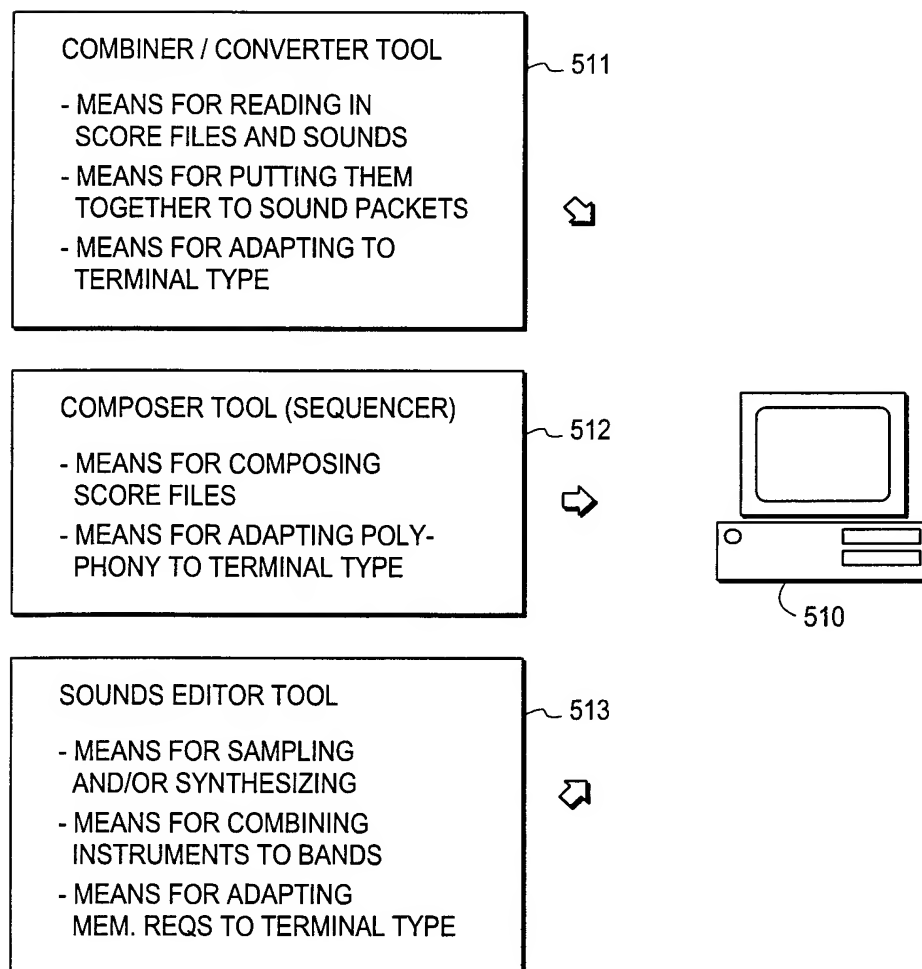 COMBINER / CONVERTER TOOL
- MEANS FOR READING IN
SCORE FILES AND SOUNDS
- MEANS FOR PUTTING THEM
TOGETHER TO SOUND PACKETS
- MEANS FOR ADAPTING TO
TERMINAL TYPE
511
COMPOSER TOOL (SEQUENCER)
- MEANS FOR COMPOSING
SCORE FILES
- MEANS FOR ADAPTING POLY-
PHONY TO TERMINAL TYPE
512
510
SOUNDS EDITOR TOOL
- MEANS FOR SAMPLING
AND/OR SYNTHESIZING
- MEANS FOR COMBINING
INSTRUMENTS TO BANDS
- MEANS FOR ADAPTING
MEM. REQS TO TERMINAL TYPE
513